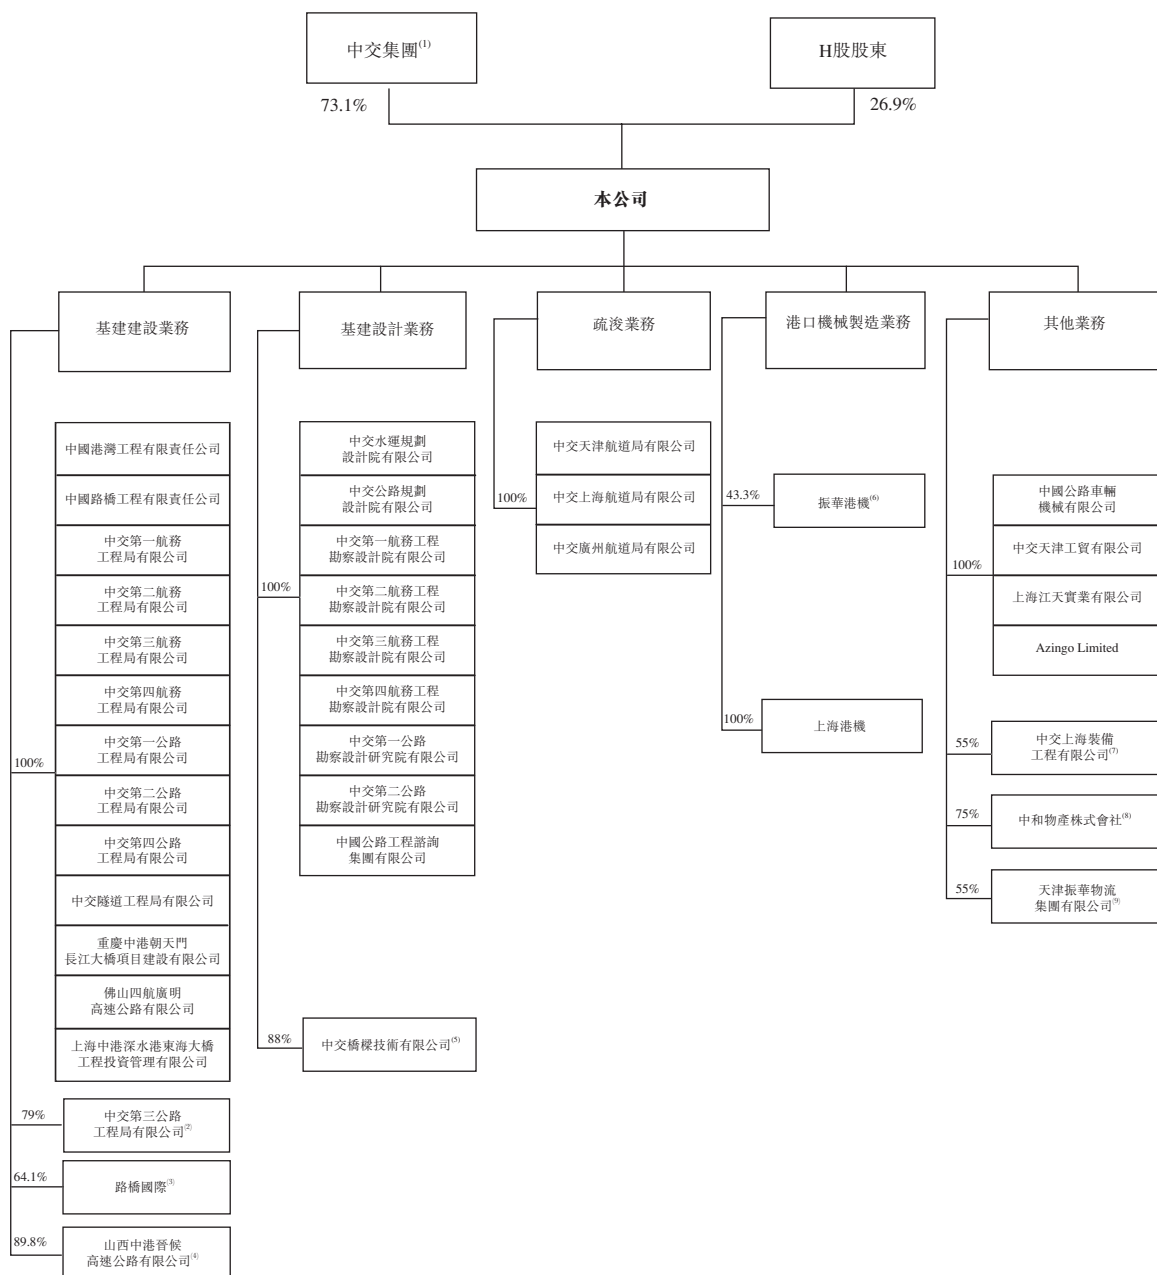 中交集團(1)
H股股東
73.1%
26.9%
本公司
基建建設業務
基建設計業務
疏浚業務
港口機械製造業務
其他業務
100%
中國港灣工程有限責任公司
中國路橋工程有限責任公司
中交第一航務
工程局有限公司
中交第二航務
工程局有限公司
中交第三航務
工程局有限公司
中交第四航務
工程局有限公司
中交第一公路
工程局有限公司
中交第二公路
工程局有限公司
中交第四公路
工程局有限公司
中交隧道工程局有限公司
重慶中港朝天門
長江大橋項目建設有限公司
佛山四航廣明
高速公路有限公司
上海中港深水港東海大橋
工程投資管理有限公司
79%
中交第三公路
工程局有限公司(2)
64.1%
路橋國際(3)
89.8%
山西中港晉候
高速公路有限公司(4)
100%
中交水運規劃
設計院有限公司
中交公路規劃
設計院有限公司
中交第一航務工程
勘察設計院有限公司
中交第二航務工程
勘察設計院有限公司
中交第三航務工程
勘察設計院有限公司
中交第四航務工程
勘察設計院有限公司
中交第一公路
勘察設計研究院有限公司
中交第二公路
勘察設計研究院有限公司
中國公路工程諮詢
集團有限公司
88%
中交橋樑技術有限公司(5)
100%
中交天津航道局有限公司
中交上海航道局有限公司
中交廣州航道局有限公司
43.3%
振華港機(6)
100%
上海港機
100%
中國公路車輛
機械有限公司
中交天津工貿有限公司
上海江天實業有限公司
Azingo Limited
55%
中交上海裝備
工程有限公司(7)
75%
中和物產株式會社(8)
55%
天津振華物流
集團有限公司(9)